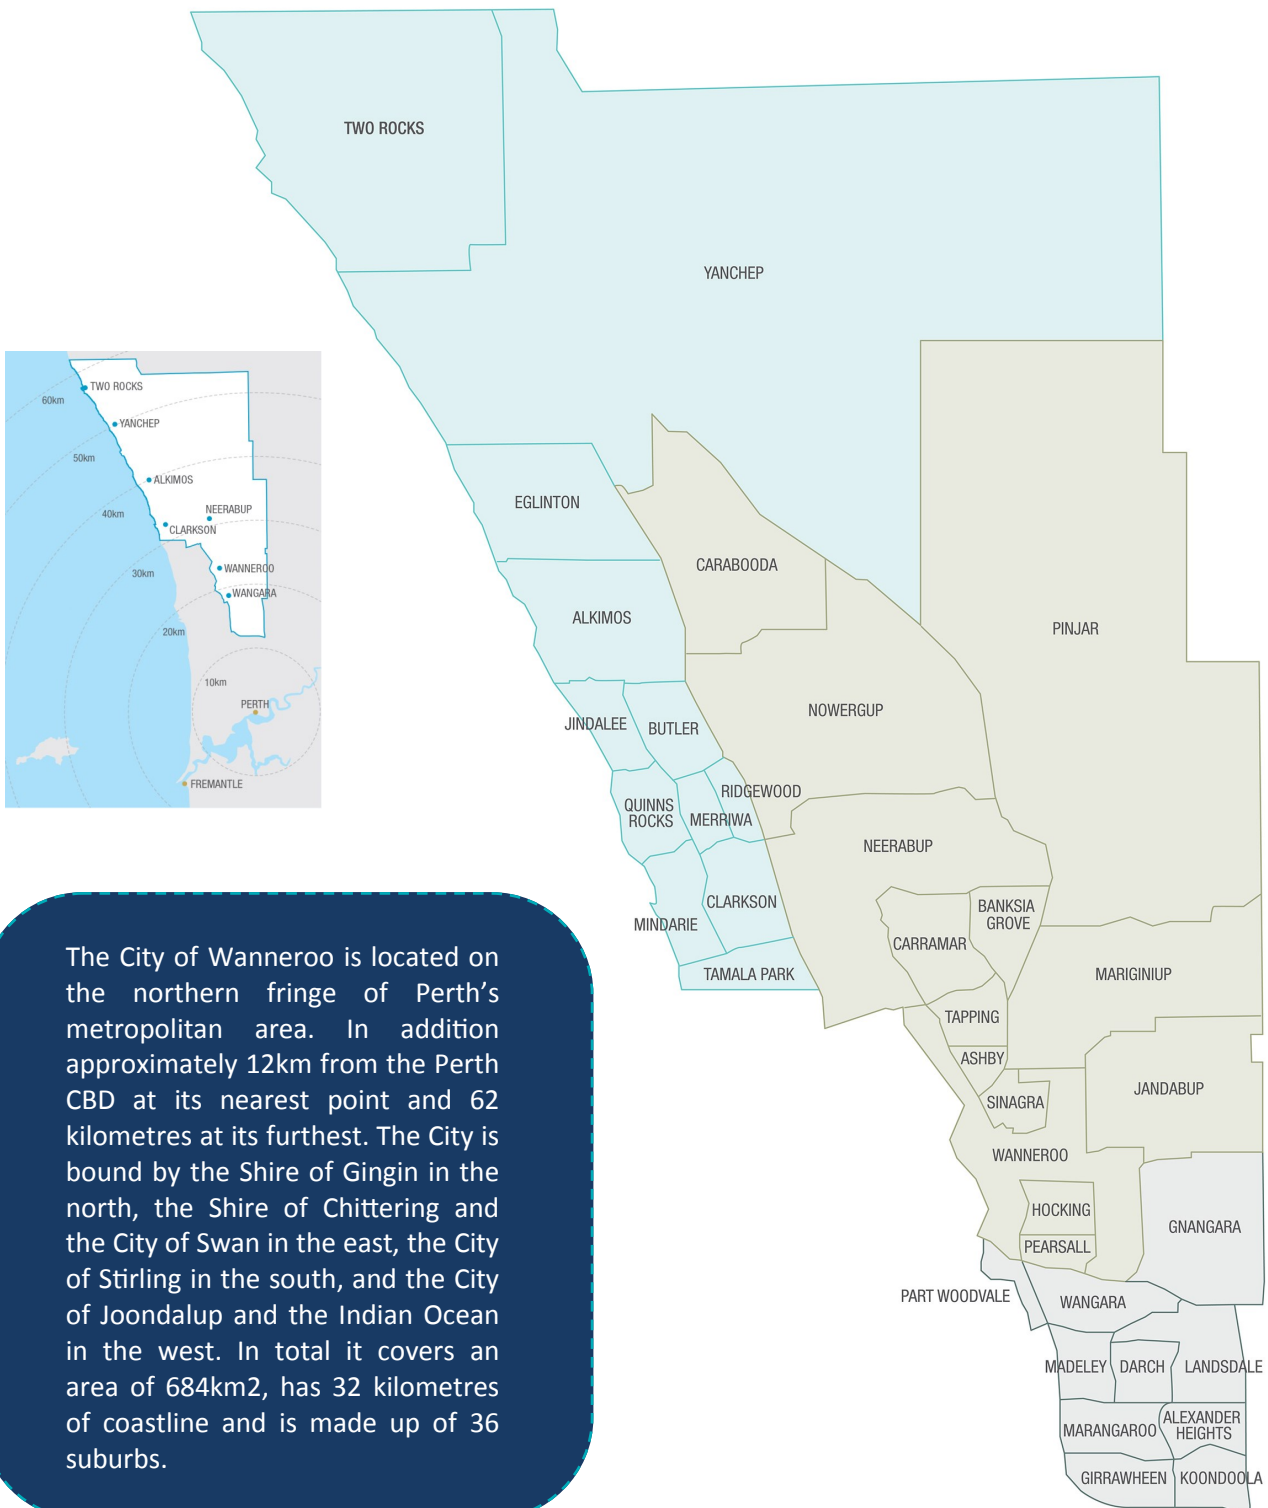 TWO ROCKS
YANCHEP
EGLINTON
CARABOODA
ALKIMOS
PINJAR
NOWERGUP
JINDALEE
BUTLER
RIDGEWOOD
QUINNS
ROCKS
MERRIWA
NEERABUP
CLARKSON
BANKSIA
GROVE
MINDARIE
CARRAMAR
TAMALA PARK
MARIGINIUP
TAPPING
ASHBY
SINAGRA
JANDABUP
WANNEROO
HOCKING
GNANGARA
PEARSALL
PART WOODVALE
WANGARA
MADELEY
DARCH
LANDSDALE
MARANGAROO
ALEXANDER
HEIGHTS
GIRRAWHEEN
KOONDOOLA
TWO ROCKS
60km
YANCHEP
50km
ALKIMOS
40km
NEERABUP
CLARKSON
30km
WANNEROO
WANGARA
20km
10km
PERTH
FREMANTLE
The City of Wanneroo is located on
the northern fringe of Perth's
metropolitan area. In addition
approximately 12km from the Perth
CBD at its nearest point and 62
kilometres at its furthest. The City is
bound by the Shire of Gingin in the
north, the Shire of Chittering and
the City of Swan in the east, the City
of Stirling in the south, and the City
of Joondalup and the Indian Ocean
in the west. In total it covers an
area of 684km2, has 32 kilometres
of coastline and is made up of 36
suburbs.